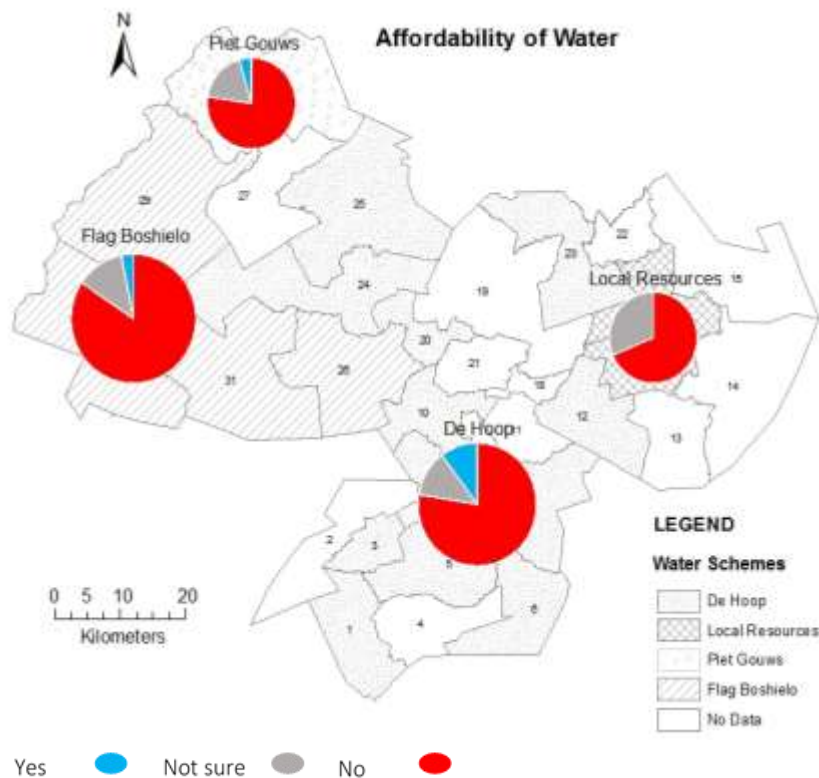 N
Affordability of Water
Piet Gouws
27
25
29
22
23
15
Flag Boshielo
Local Resources
24
19
20
21
31
26
18
14
10
12
De Hoop
13
2
3
5
LEGEND
Water Schemes
0 5 10 20
Kilometers
1
4
6
De Hoop
Local Resources
Piet Gouws
Flag Boshielo
No Data
Yes Not sure No